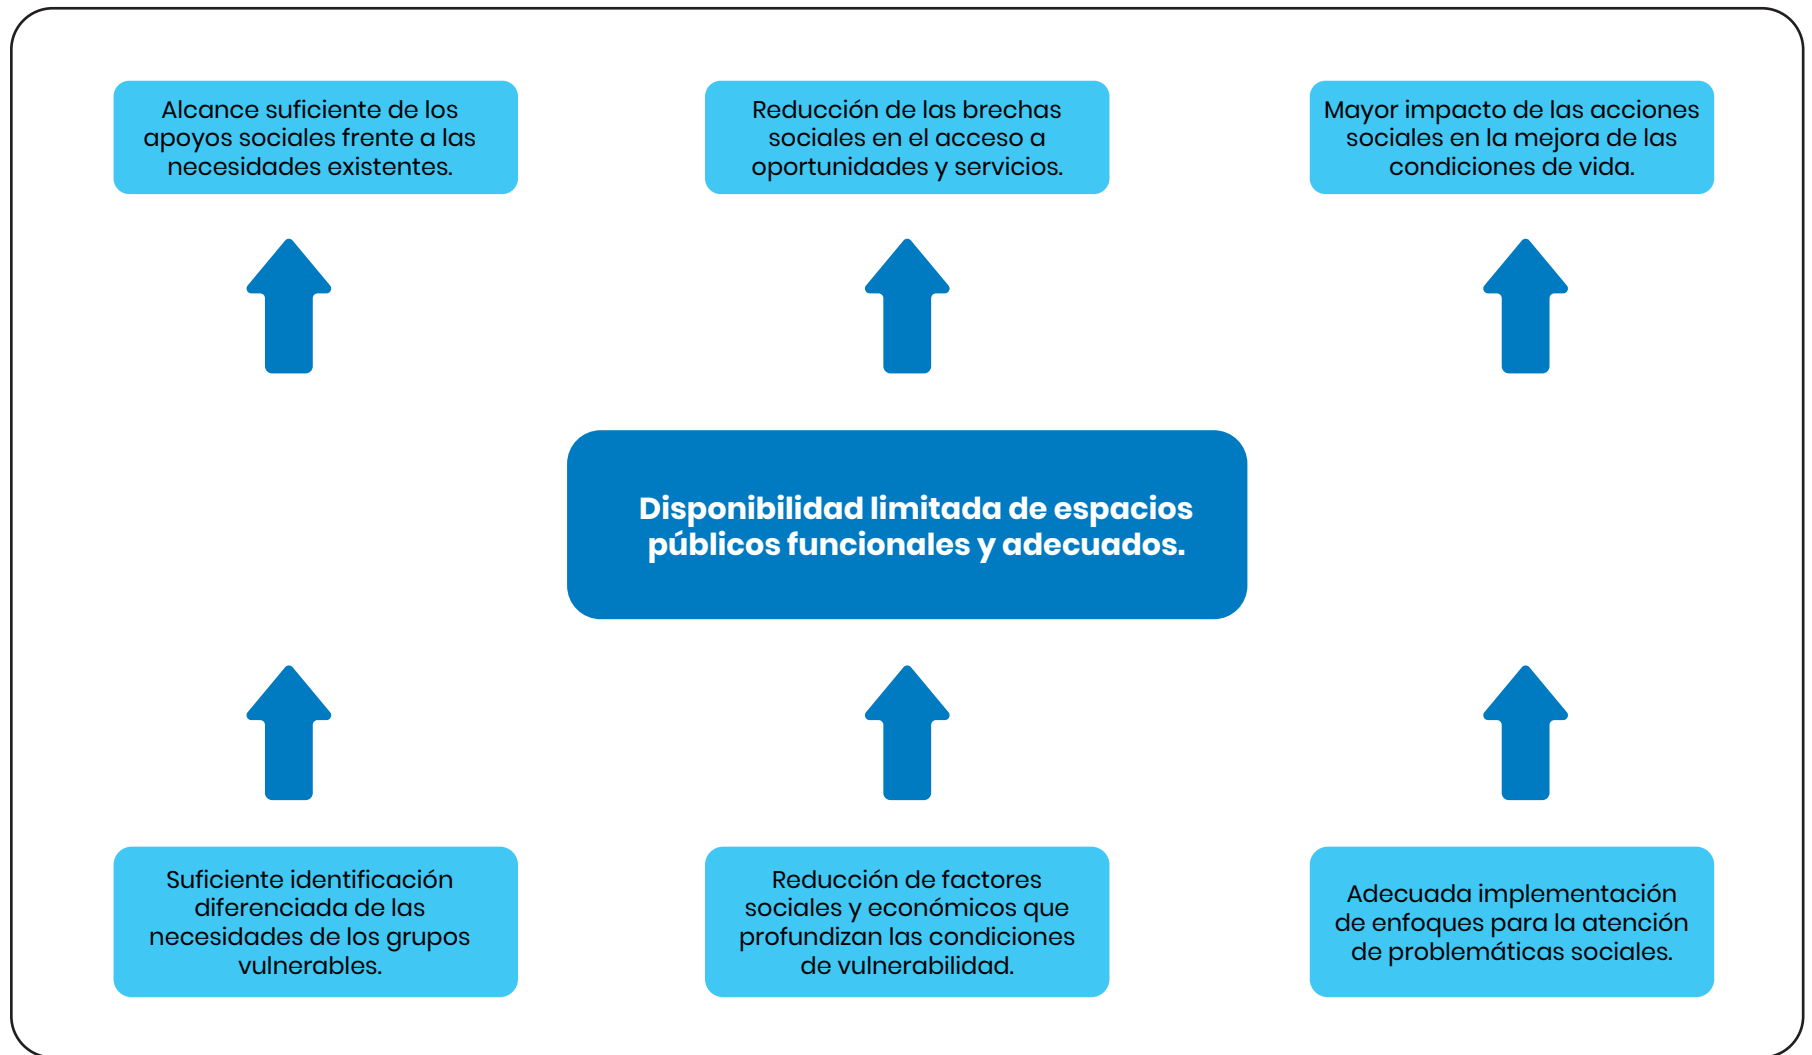 Alcance suficiente de los
apoyos sociales frente a las
necesidades existentes.
Reducción de las brechas
sociales en el acceso a
oportunidades y servicios.
Mayor impacto de las acciones
sociales en la mejora de las
condiciones de vida.
Disponibilidad limitada de espacios
públicos funcionales y adecuados.
Suficiente identificación
diferenciada de las
necesidades de los grupos
vulnerables.
Reducción de factores
sociales y económicos que
profundizan las condiciones
de vulnerabilidad.
Adecuada implementación
de enfoques para la atención
de problemáticas sociales.